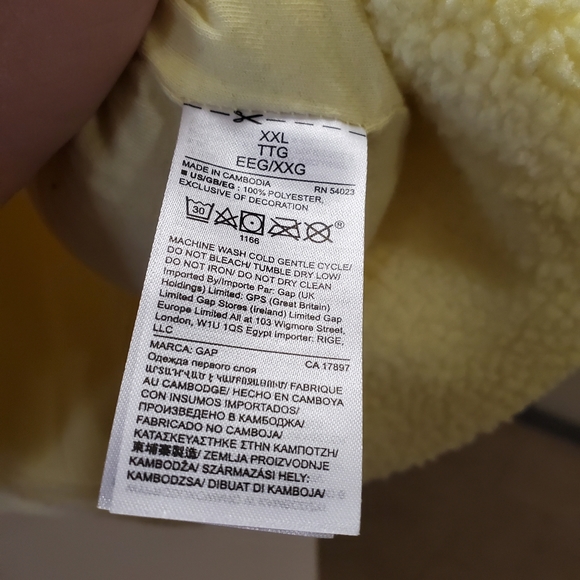 XXL
TTG
EEG/XXG
MADE IN CAMBODIA RN 54023
■ US/GB/EG : 100% POLYESTER,
EXCLUSIVE OF DECORATION
30 ®
1166
MACHINE WASH COLD GENTLE CYCLE/
DO NOT BLEACH/ TUMBLE DRY LOW/
DO NOT IRON/ DO NOT DRY CLEAN
Imported By/Importe Par: Gap (UK
Holdings) Limited: GPS (Great Britain)
Limited Gap Stores (Ireland) Limited Gap
Europe Limited All at 103 Wigmore Street,
London, W1U 1QS Egypt Importer: RIGE,
LLC
MARCA: GAP CA 17897
Одежда первого слоя
ԱՐՏԱԴՐՎԱԾ Է ԿԱՄԲՈՋԱՅՈՒՄ/ FABRIQUE
AU CAMBODGE/ HECHO EN CAMBOYA
CON INSUMOS IMPORTADOS/
ПРОИЗВЕДЕНО В КАМБОДЖА/
FABRICADO NO CAMBOJA/
ΚΑΤΑΣΚΕΥΑΣΤΗΚΕ ΣΤΗΝ ΚΑΜΠΟΤΖΗ/
東埔寨製造/ ZEMLJA PROIZVODNJE
KAMBODŽA/ SZÁRMAZÁSI HELY:
KAMBODZSA/ DIBUAT DI KAMBOJA/